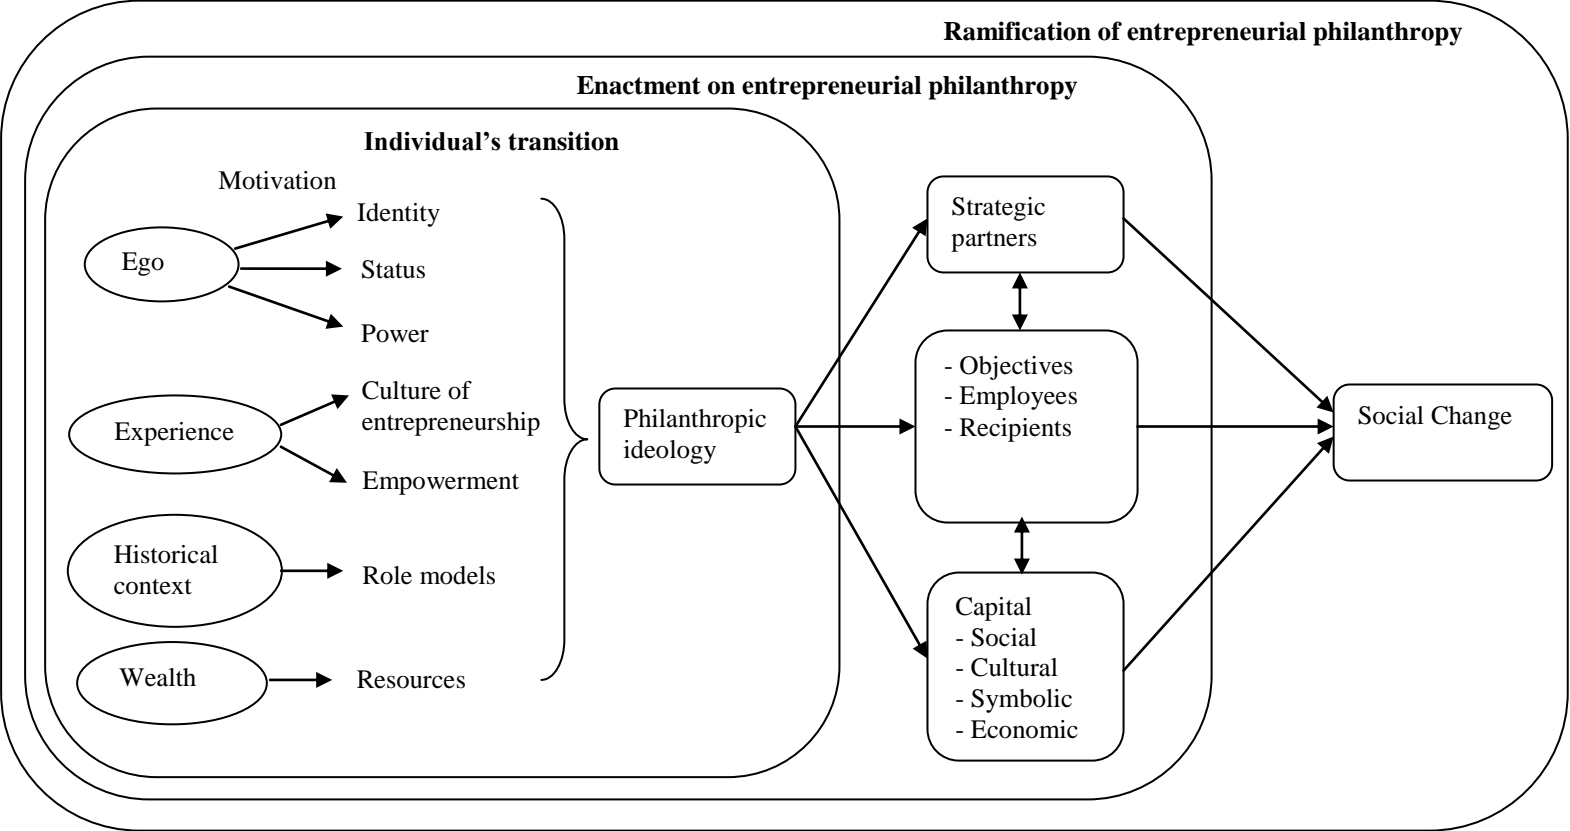 Ramification of entrepreneurial philanthropy
Enactment on entrepreneurial philanthropy
Individual’s transition
Motivation
Ego
Identity
Status
Power
Experience
Culture of
entrepreneurship
Empowerment
Historical
context
Role models
Wealth
Resources
Philanthropic
ideology
Strategic
partners
- Objectives
- Employees
- Recipients
Capital
- Social
- Cultural
- Symbolic
- Economic
Social Change